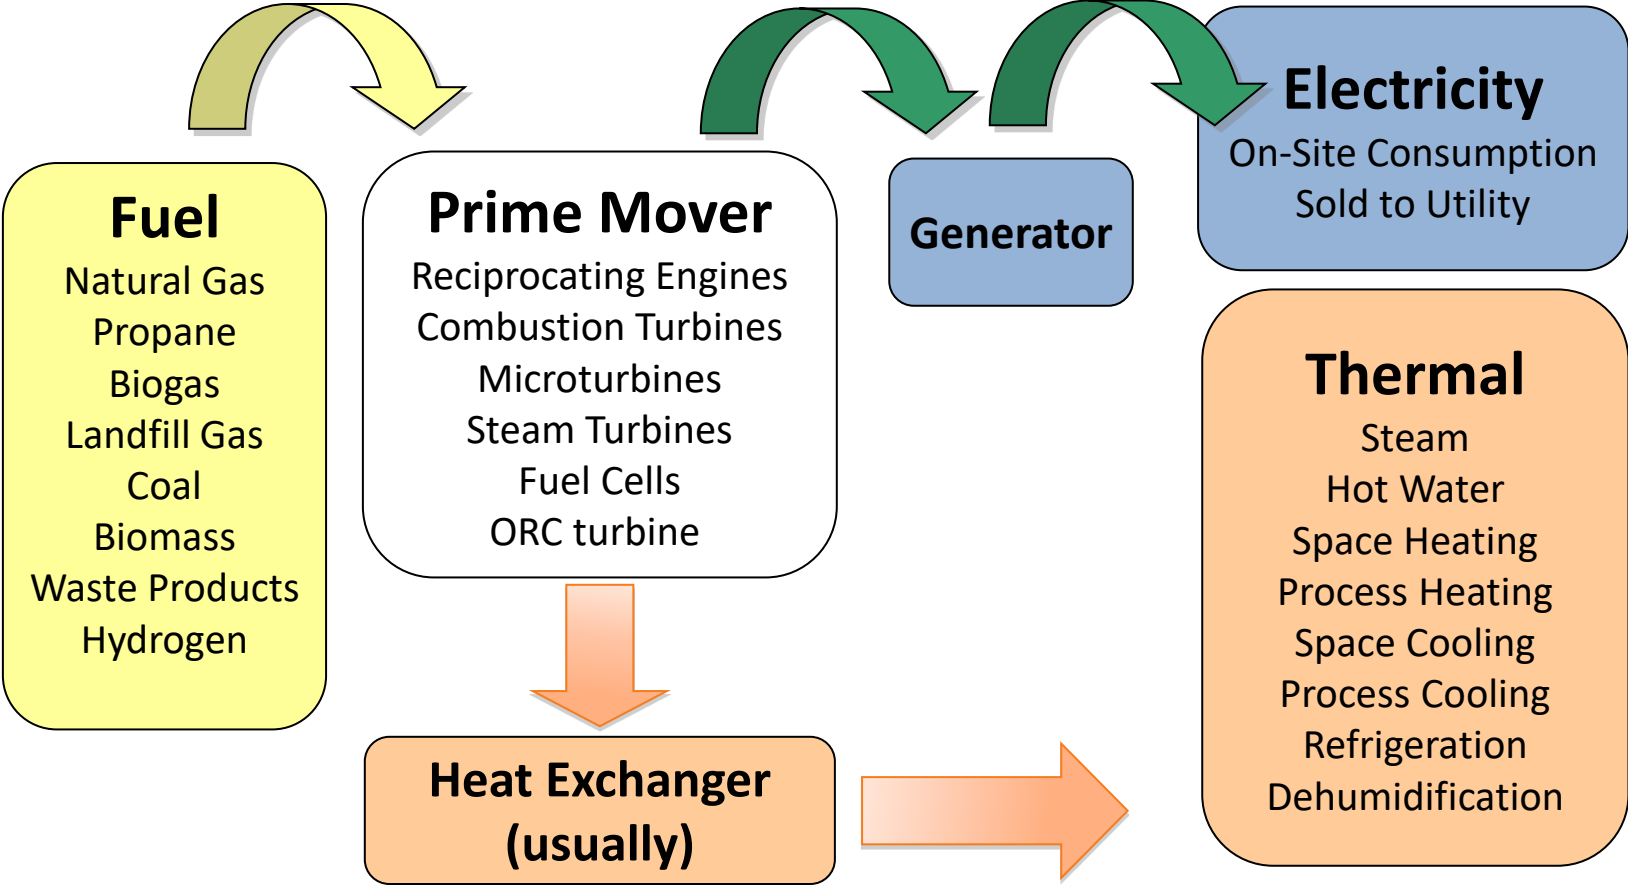 Fuel
Natural Gas
Propane
Biogas
Landfill Gas
Coal
Biomass
Waste Products
Hydrogen
Prime Mover
Reciprocating Engines
Combustion Turbines
Microturbines
Steam Turbines
Fuel Cells
ORC turbine
Generator
Electricity
On-Site Consumption
Sold to Utility
Heat Exchanger
(usually)
Thermal
Steam
Hot Water
Space Heating
Process Heating
Space Cooling
Process Cooling
Refrigeration
Dehumidification